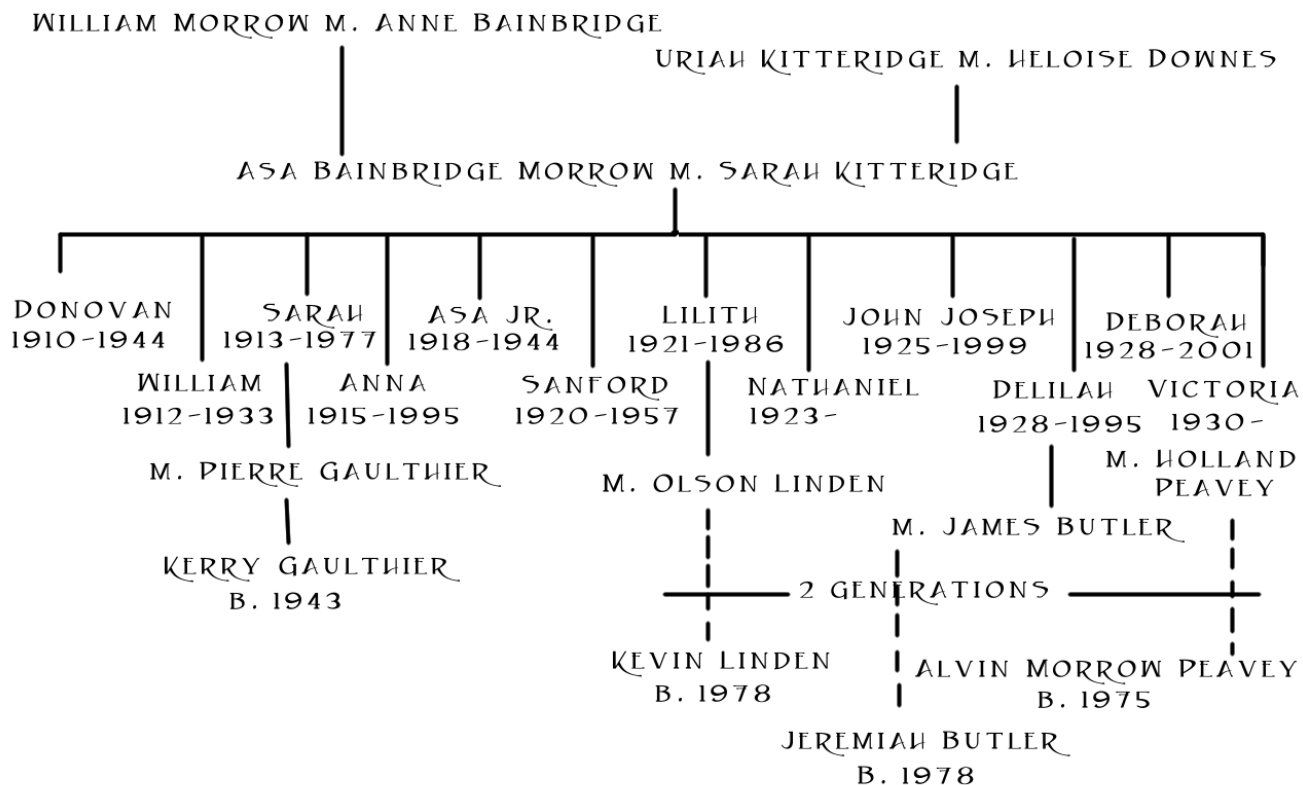 WILLIAM MORROW M. ANNE BAINBRIDGE
URIAH KITTERIDGE M. HELOISE DOWNES
ASA BAINBRIDGE MORROW M. SARAH KITTERIDGE
DONOVAN
1910-1944
WILLIAM
1912-1933
SARAH
1913-1977
M. PIERRE GAULTHIER
KERRY GAULTHIER
B. 1943
ANNA
1915-1995
ASA JR.
1918-1944
SANFORD
1920-1957
LILITH
1921-1986
M. OLSON LINDEN
KEVIN LINDEN
B. 1978
NATHANIEL
1923-
JOHN JOSEPH
1925-1999
DELILAH
1928-1995
M. JAMES BUTLER
2 GENERATIONS
JEREMIAH BUTLER
B. 1978
DEBORAH
1928-2001
VICTORIA
1930-
M. HOLLAND
PEAVEY
ALVIN MORROW PEAVEY
B. 1975